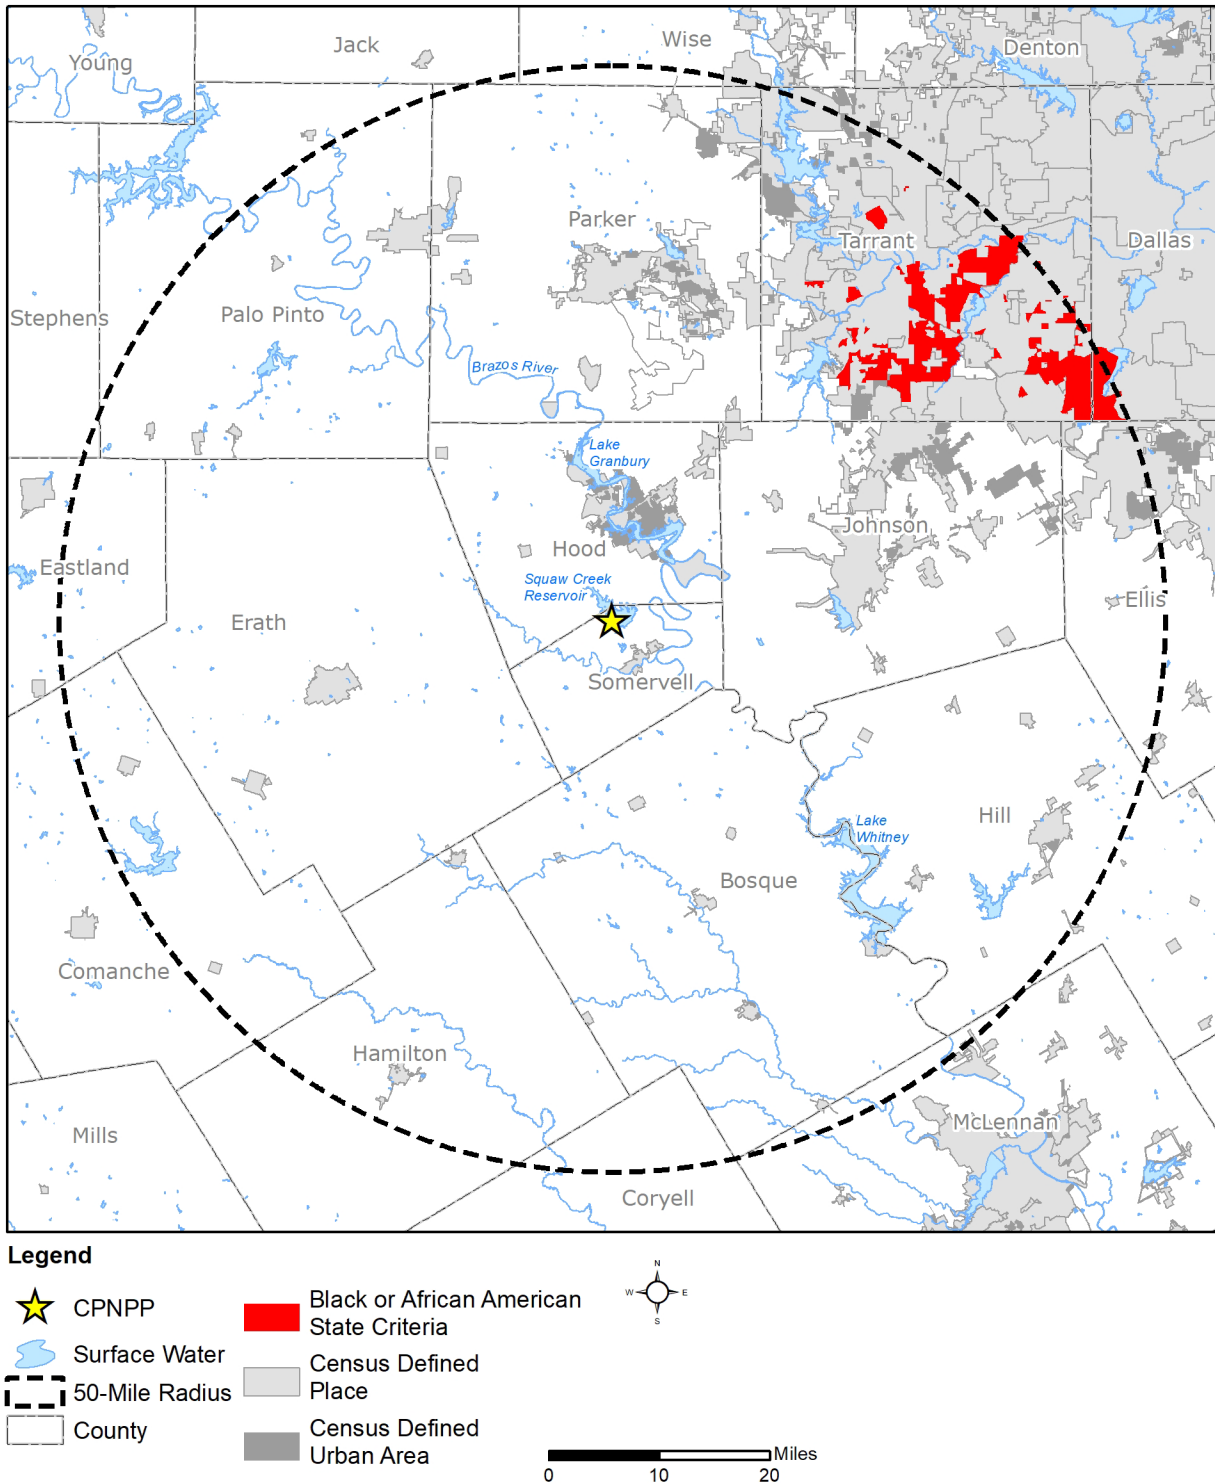 Jack
Wise
Denton
Young
Parker
Tarrant
Dallas
Stephens
Palo Pinto
Brazos River
Lake
Granbury
Johnson
Hood
Eastland
Squaw Creek
Reservoir
Ellis
Erath
Somervell
Hill
Lake
Whitney
Bosque
Comanche
Hamilton
McLennan
Mills
Coryell
Legend
CPNPP
Surface Water
50-Mile Radius
County
Black or African American
State Criteria
Census Defined
Place
Census Defined
Urban Area
N
W
E
S
Miles
0
10
20